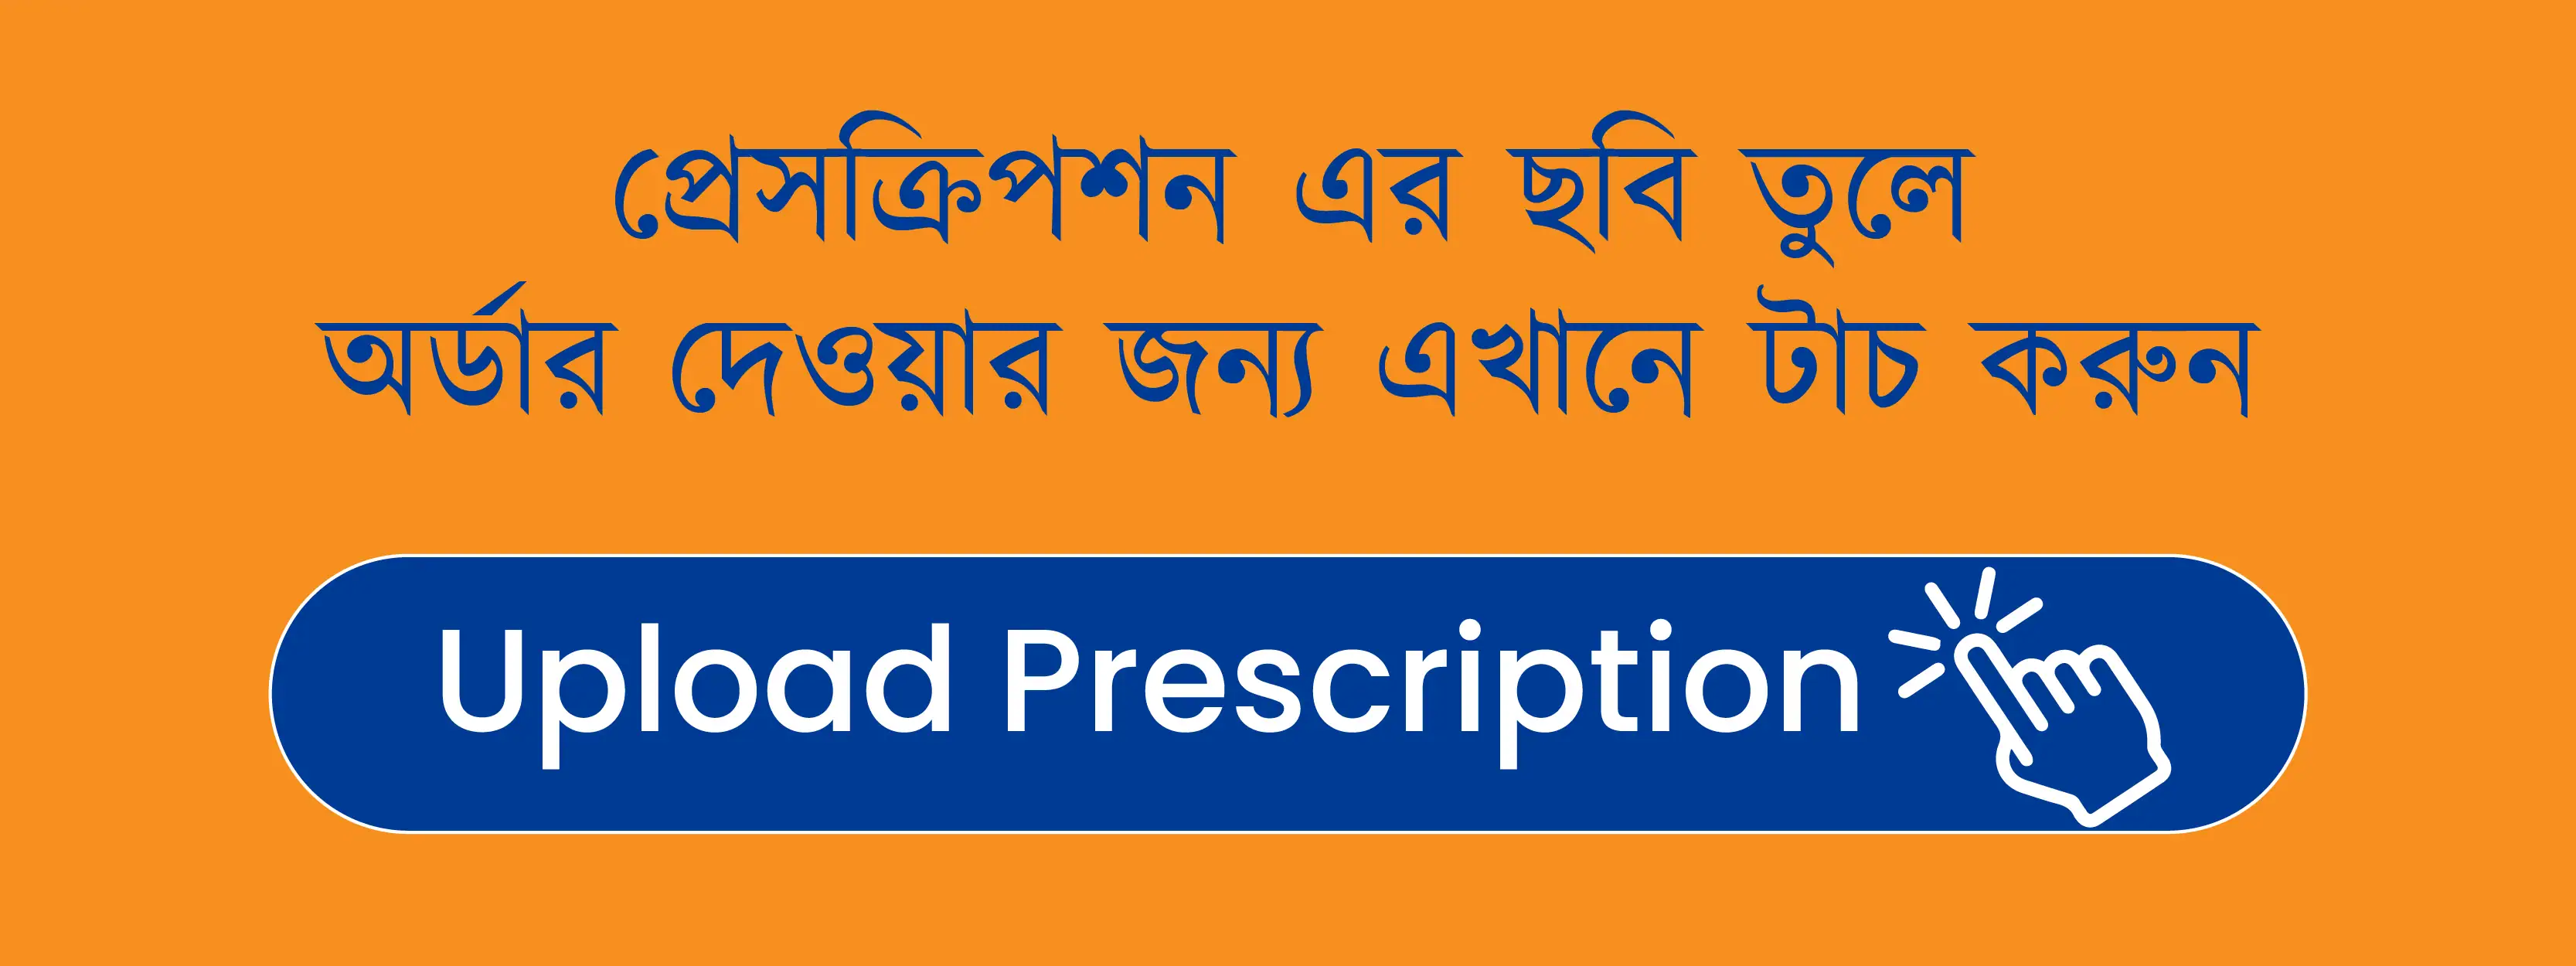 প্রেসক্রিপশন এর ছবি তুলে
অর্ডার দেওয়ার জন্য এখানে টাচ করুন
Upload Prescription